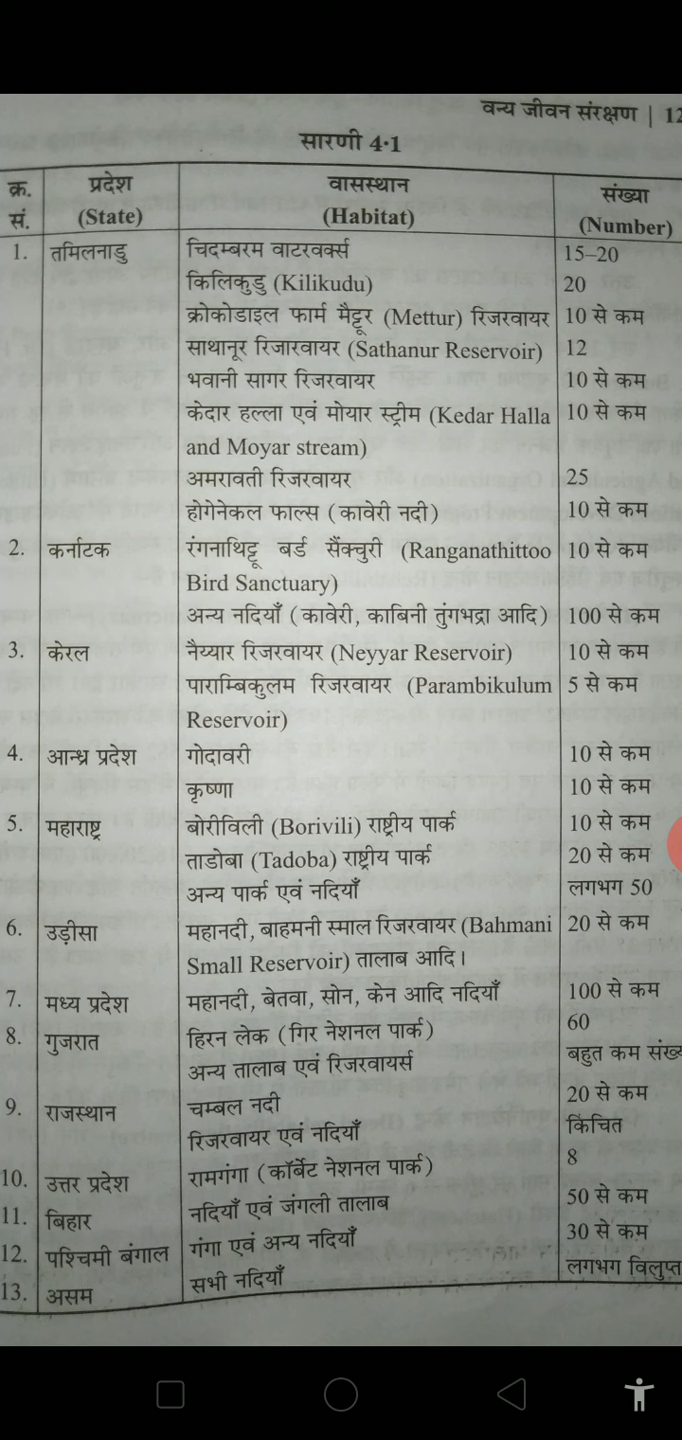 वन्य जीवन संरक्षण | 12
सारणी 4·1
क्र. सं. प्रदेश (State) वासस्थान (Habitat) संख्या (Number)
1. तमिलनाडु चिदम्बरम वाटरवर्क्स 15–20
किलिकुडु (Kilikudu) 20
क्रोकोडाइल फार्म मैट्टूर (Mettur) रिजरवायर 10 से कम
साथानूर रिजारवायर (Sathanur Reservoir) 12
भवानी सागर रिजरवायर 10 से कम
केदार हल्ला एवं मोयार स्ट्रीम (Kedar Halla 10 से कम
and Moyar stream)
अमरावती रिजरवायर 25
होगेनेकल फाल्स (कावेरी नदी) 10 से कम
2. कर्नाटक रंगनाथिट्टू बर्ड सैंक्चुरी (Ranganathittoo 10 से कम
Bird Sanctuary)
अन्य नदियाँ (कावेरी, काबिनी तुंगभद्रा आदि) 100 से कम
3. केरल नैय्यार रिजरवायर (Neyyar Reservoir) 10 से कम
पाराम्बिकुलम रिजरवायर (Parambikulum 5 से कम
Reservoir)
4. आन्ध्र प्रदेश गोदावरी 10 से कम
कृष्णा 10 से कम
5. महाराष्ट्र बोरीविली (Borivili) राष्ट्रीय पार्क 10 से कम
ताडोबा (Tadoba) राष्ट्रीय पार्क 20 से कम
अन्य पार्क एवं नदियाँ लगभग 50
6. उड़ीसा महानदी, बाहमनी स्माल रिजरवायर (Bahmani 20 से कम
Small Reservoir) तालाब आदि।
7. मध्य प्रदेश महानदी, बेतवा, सोन, केन आदि नदियाँ 100 से कम
8. गुजरात हिरन लेक (गिर नेशनल पार्क) 60
अन्य तालाब एवं रिजरवायर्स बहुत कम संख्य
9. राजस्थान चम्बल नदी 20 से कम
रिजरवायर एवं नदियाँ किंचित
10. उत्तर प्रदेश रामगंगा (कॉर्बेट नेशनल पार्क) 8
11. बिहार नदियाँ एवं जंगली तालाब 50 से कम
12. पश्चिमी बंगाल गंगा एवं अन्य नदियाँ 30 से कम
13. असम सभी नदियाँ लगभग विलुप्त